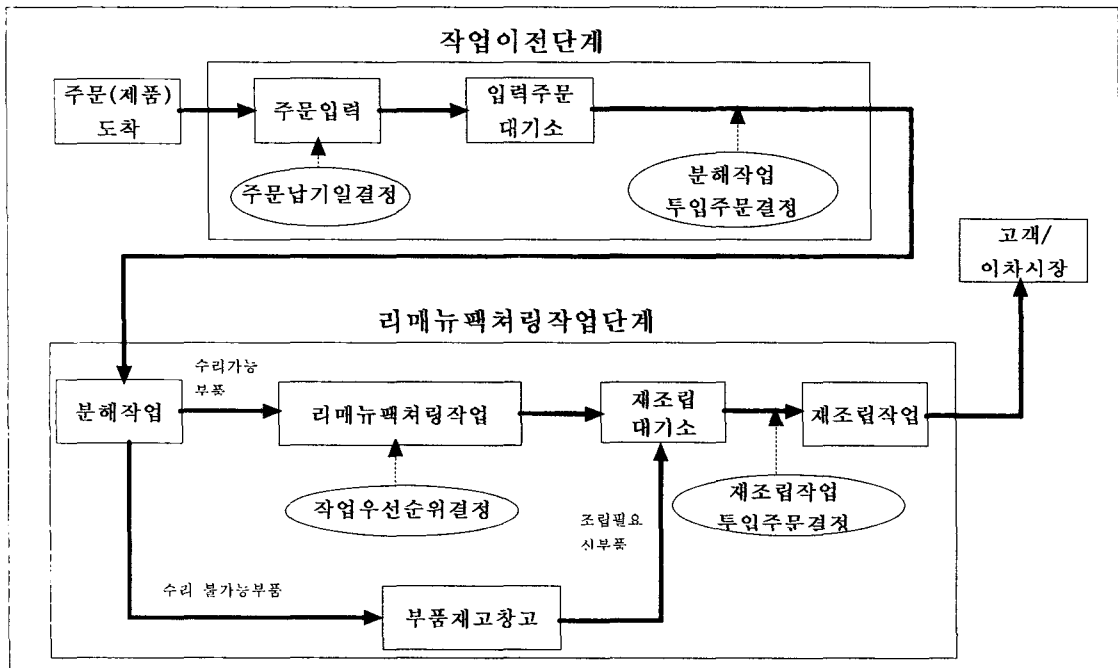 작업이전단계
주문(제품)
도착
주문입력
입력주문
대기소
주문납기일결정
분해작업
투입주문결정
고객/
이차시장
리매뉴팩쳐링작업단계
수리가능
부품
분해작업
리매뉴팩쳐링작업
재조립
대기소
재조립작업
작업우선순위결정
재조립작업
투입주문결정
조립필요
신부품
수리 불가능부품
부품재고창고